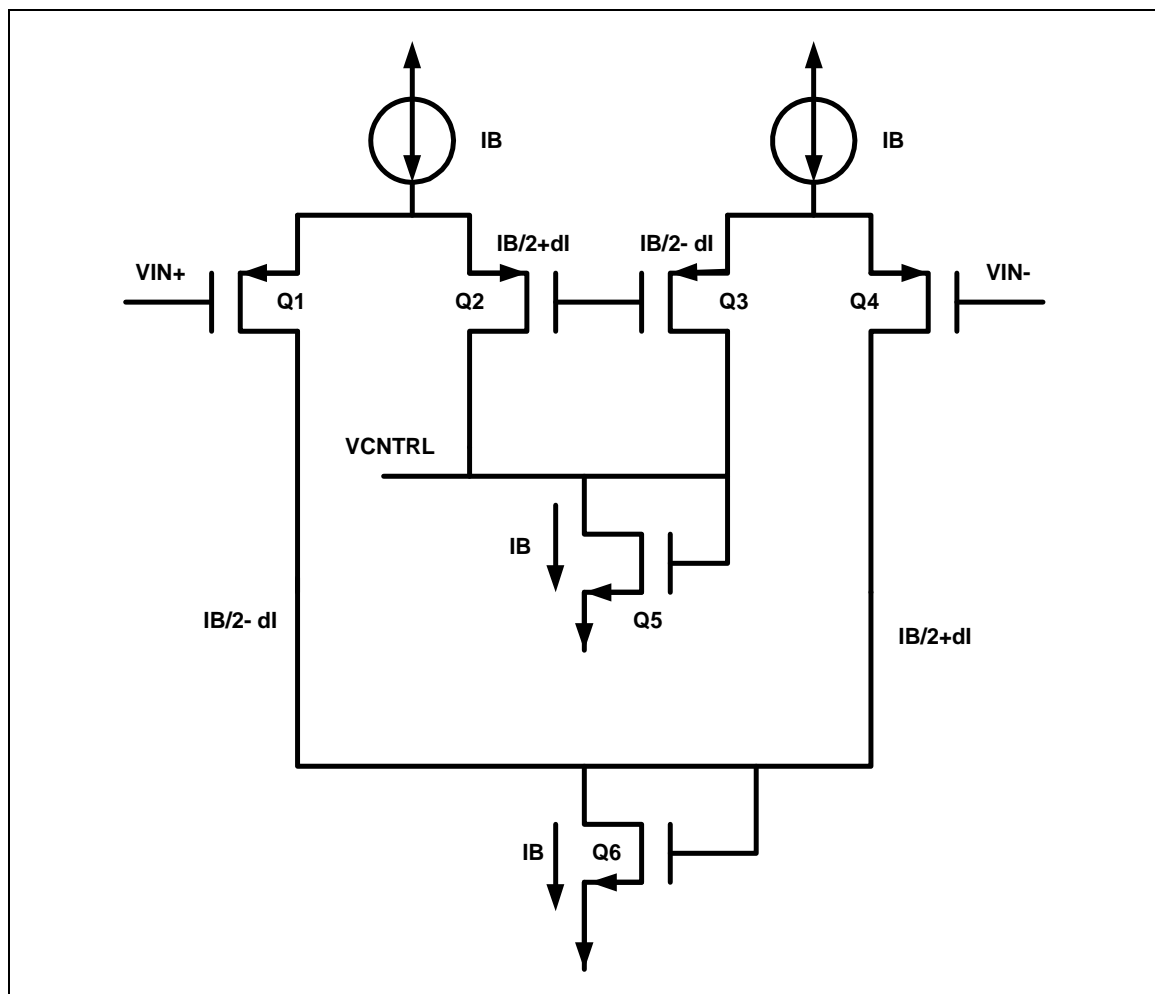 IB
IB
IB/2+dI
IB/2- dI
VIN+
VIN-
Q1
Q2
Q3
Q4
VCNTRL
IB
Q5
IB/2- dI
IB/2+dI
IB
Q6